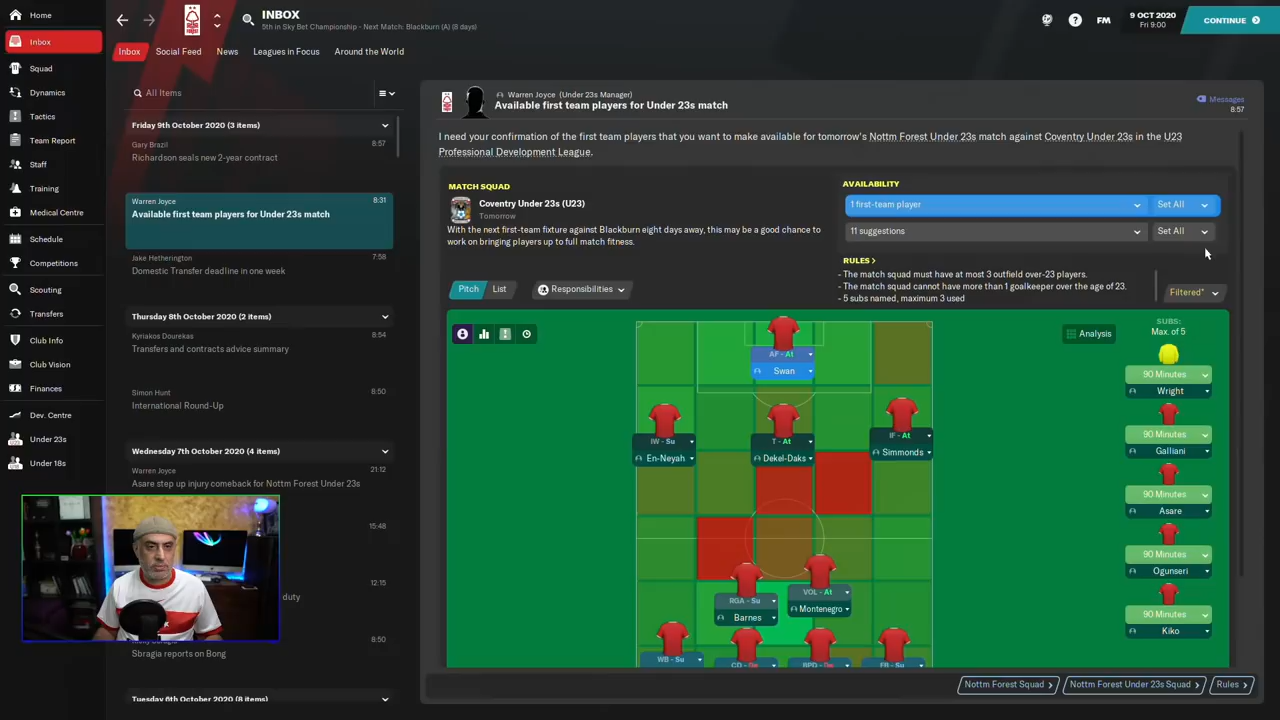 Home
INBOX
5th in Sky Bet Championship - Next Match: Blackburn (A) (8 days)
FM
9 OCT 2020
Fri 9:00
CONTINUE
Inbox
Squad
Dynamics
Tactics
Team Report
Staff
Training
Medical Centre
Schedule
Competitions
Scouting
Transfers
Club Info
Club Vision
Finances
Dev. Centre
Under 23s
Under 18s
Inbox
Social Feed
News
Leagues in Focus
Around the World
All Items
Friday 9th October 2020 (3 items)
Gary Brazil
8:57
Richardson seals new 2-year contract
Warren Joyce
8:31
Available first team players for Under 23s match
Jake Hetherington
7:58
Domestic Transfer deadline in one week
Thursday 8th October 2020 (2 items)
Kyriakos Dourekas
8:54
Transfers and contracts advice summary
Simon Hunt
8:50
International Round-Up
Wednesday 7th October 2020 (4 items)
Warren Joyce
21:12
Asare step up injury comeback for Nottm Forest Under 23s
15:48
12:15
duty
8:50
Sbragia reports on Bong
Tuesday 6th October 2020 (8 items)
Warren Joyce (Under 23s Manager)
Available first team players for Under 23s match
Messages
8:57
I need your confirmation of the first team players that you want to make available for tomorrow's Nottm Forest Under 23s match against Coventry Under 23s in the U23
Professional Development League.
MATCH SQUAD
Coventry Under 23s (U23)
Tomorrow
With the next first-team fixture against Blackburn eight days away, this may be a good chance to
work on bringing players up to full match fitness.
AVAILABILITY
1 first-team player
Set All
11 suggestions
Set All
RULES >
- The match squad must have at most 3 outfield over-23 players.
- The match squad cannot have more than 1 goalkeeper over the age of 23.
- 5 subs named, maximum 3 used
Filtered*
Pitch
List
Responsibilities
Analysis
SUBS:
Max. of 5
90 Minutes
Wright
90 Minutes
Galliani
90 Minutes
Asare
90 Minutes
Ogunseri
90 Minutes
Kiko
AF - At
Swan
IW - Su
En-Neyah
T - At
Dekel-Daks
IF - At
Simmonds
RGA - Su
Barnes
VOL - At
Montenegro
WB - Su
CD - De
BPD - De
FB - Su
Nottm Forest Squad >
Nottm Forest Under 23s Squad >
Rules >